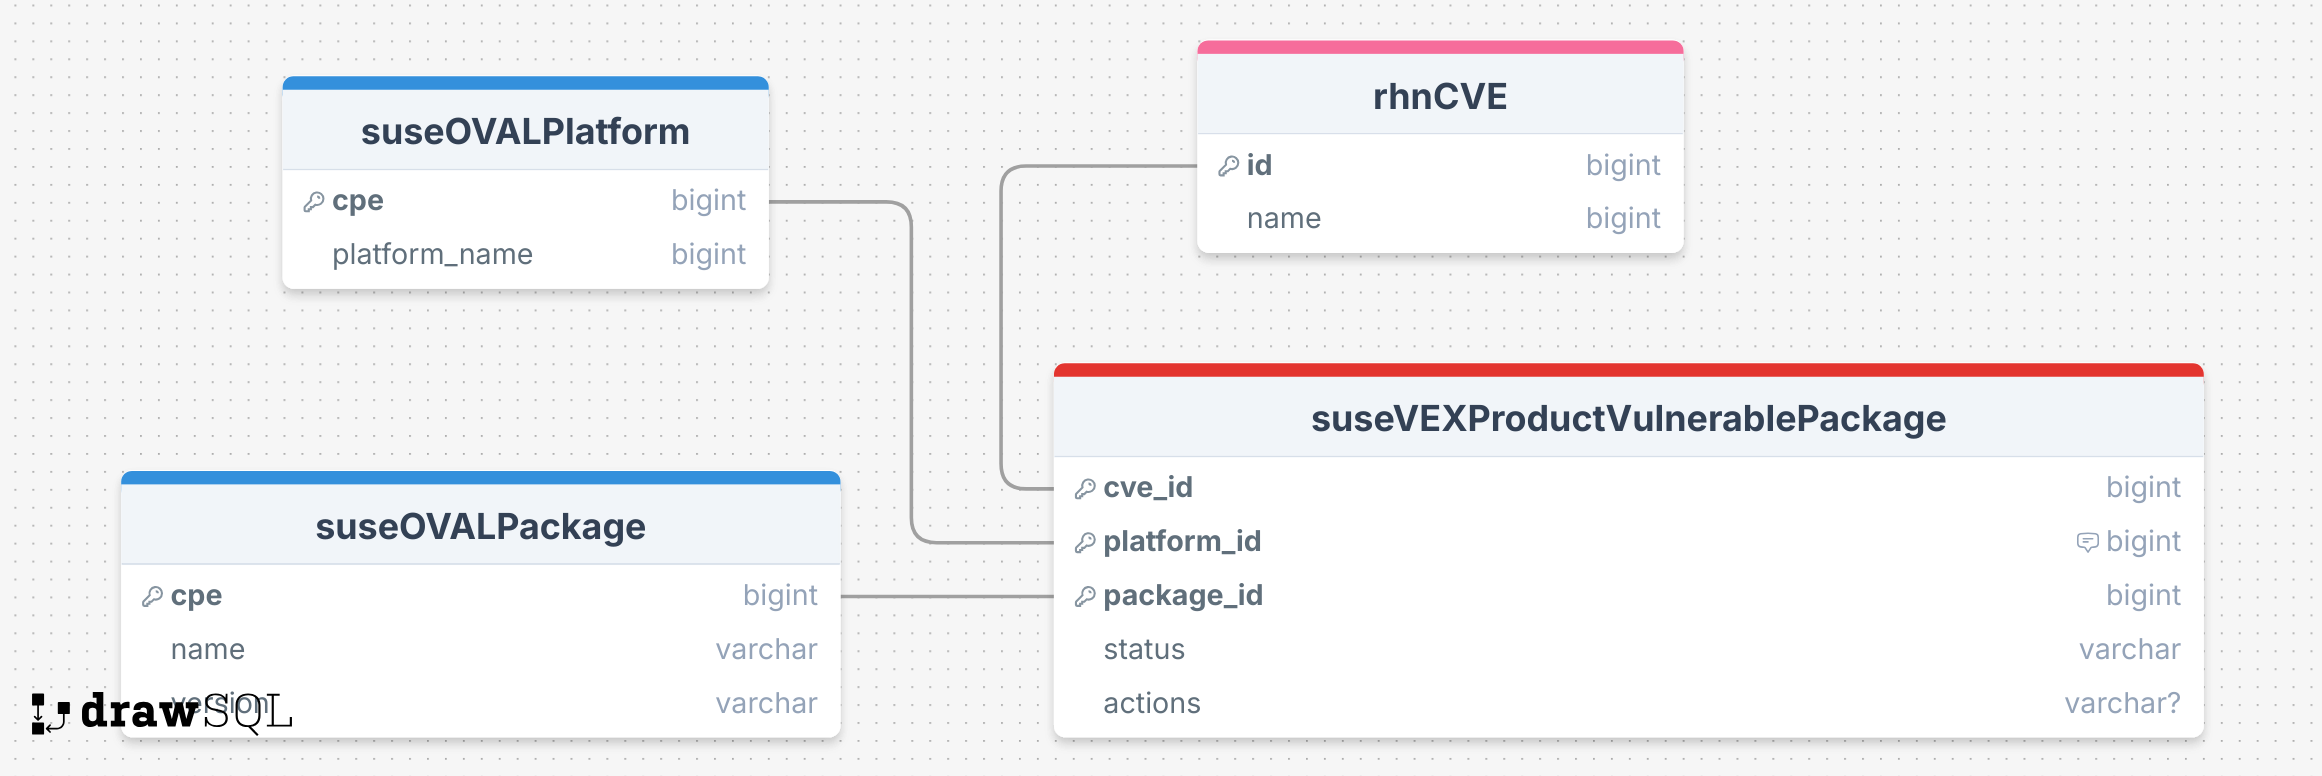 suseOVALPlatform
cpe bigint
platform_name bigint
rhnCVE
id bigint
name bigint
suseOVALPackage
cpe bigint
name varchar
version varchar
suseVEXProductVulnerablePackage
cve_id bigint
platform_id bigint
package_id bigint
status varchar
actions varchar?
drawSQL